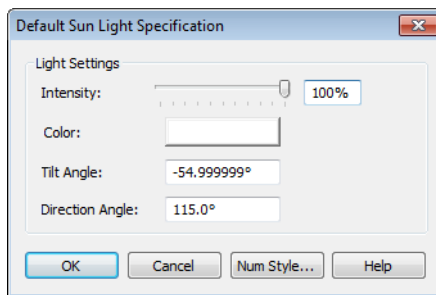 Default Sun Light Specification
Light Settings
Intensity: 100%
Color:
Tilt Angle: -54.999999°
Direction Angle: 115.0°
OK Cancel Num Style... Help